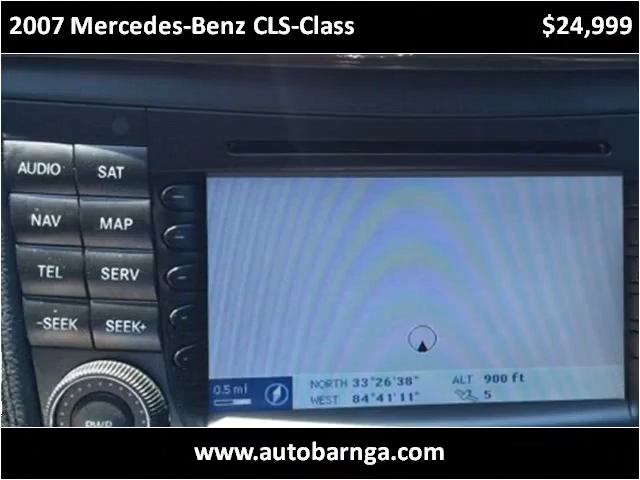 2007 Mercedes-Benz CLS-Class $24,999
AUDIO SAT
NAV MAP
TEL SERV
-SEEK SEEK+
PWR
0.5 mi
NORTH 33°26'38" ALT 900 ft
WEST 84°41'11" 5
www.autobarnga.com